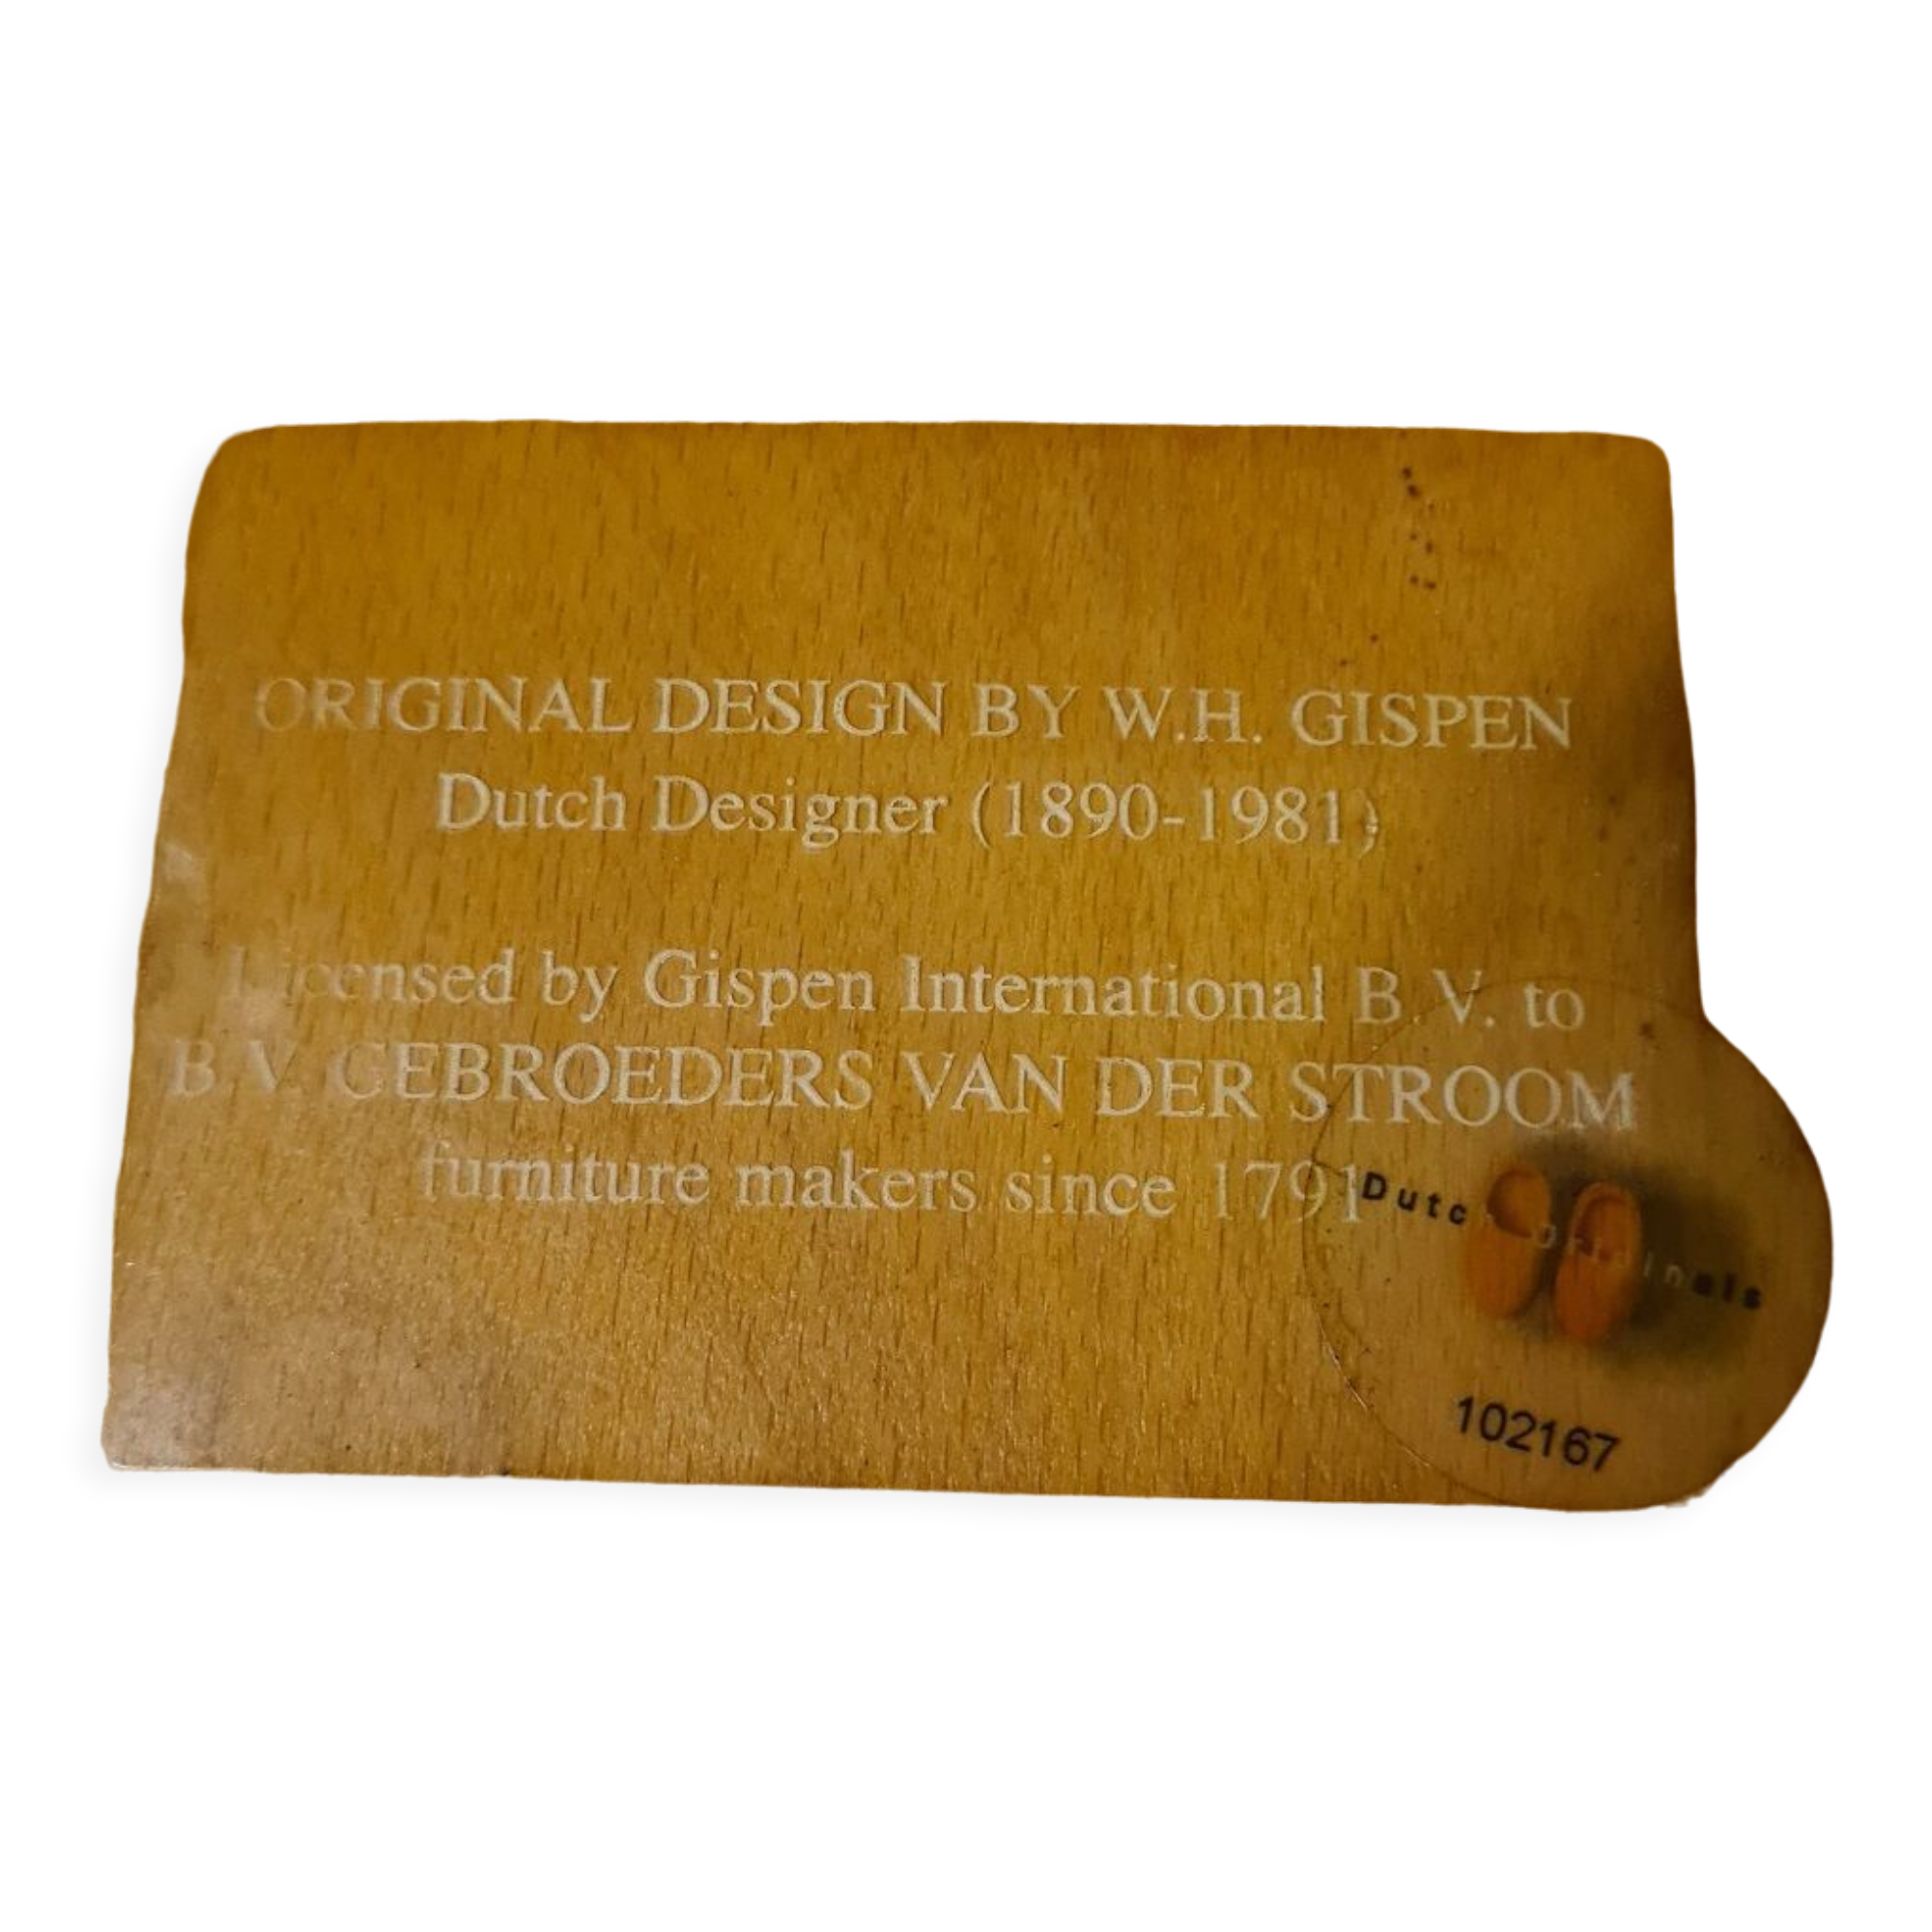 ORIGINAL DESIGN BY W.H. GISPEN
Dutch Designer (1890-1981)
Licensed by Gispen International B.V. to
B.V. GEBROEDERS VAN DER STROOM
furniture makers since 1791
Dutch Originals
102167